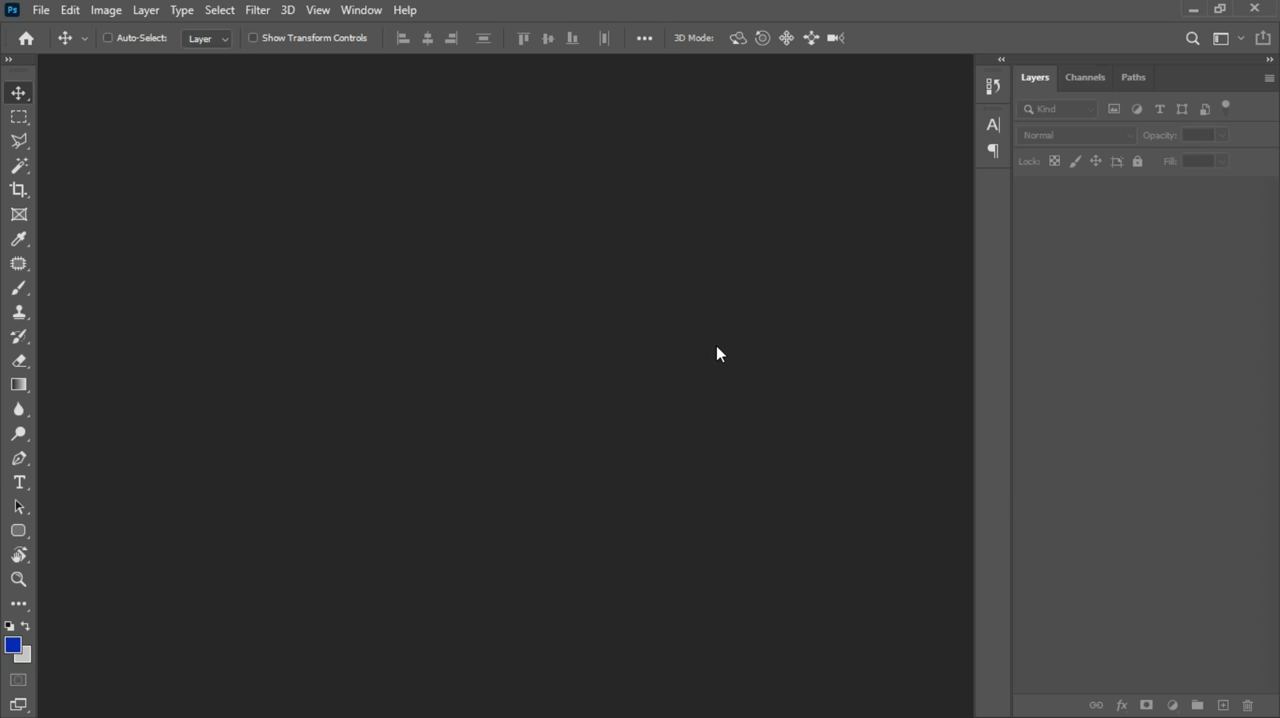 Ps File Edit Image Layer Type Select Filter 3D View Window Help
Auto-Select: Layer Show Transform Controls 3D Mode:
Layers Channels Paths
Kind
Normal Opacity:
Lock: Fill: